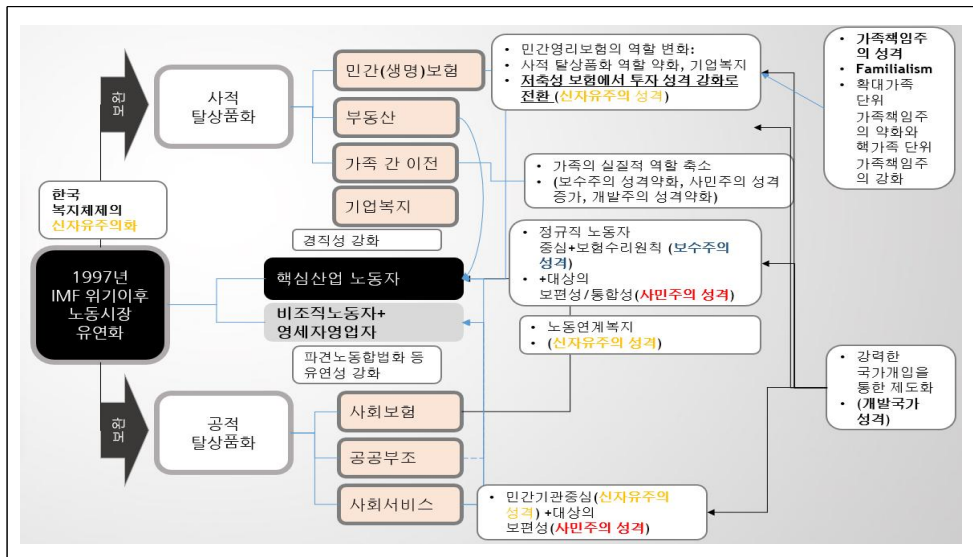 보완
사적
탈상품화
민간(생명)보험
부동산
가족 간 이전
기업복지
• 민간영리보험의 역할 변화:
• 사적 탈상품화 역할 약화, 기업복지
• 저축성 보험에서 투자 성격 강화로
전환 (신자유주의 성격)
• 가족책임주
의 성격
• Familialism
• 확대가족
단위
가족책임주
의 약화와
핵가족 단위
가족책임주
의 강화
• 가족의 실질적 역할 축소
• (보수주의 성격약화, 사민주의 성격
증가, 개발주의 성격약화)
한국
복지체제의
신자유주의화
경직성 강화
1997년
IMF 위기이후
노동시장
유연화
핵심산업 노동자
비조직노동자+
영세자영업자
파견노동합법화 등
유연성 강화
• 정규직 노동자
중심+보험수리원칙 (보수주의
성격)
• +대상의
보편성/통합성(사민주의 성격)
• 노동연계복지
• (신자유주의 성격)
• 강력한
국가개입을
통한 제도화
• (개발국가
성격)
보완
공적
탈상품화
사회보험
공공부조
사회서비스
• 민간기관중심(신자유주의
성격) +대상의
보편성(사민주의 성격)